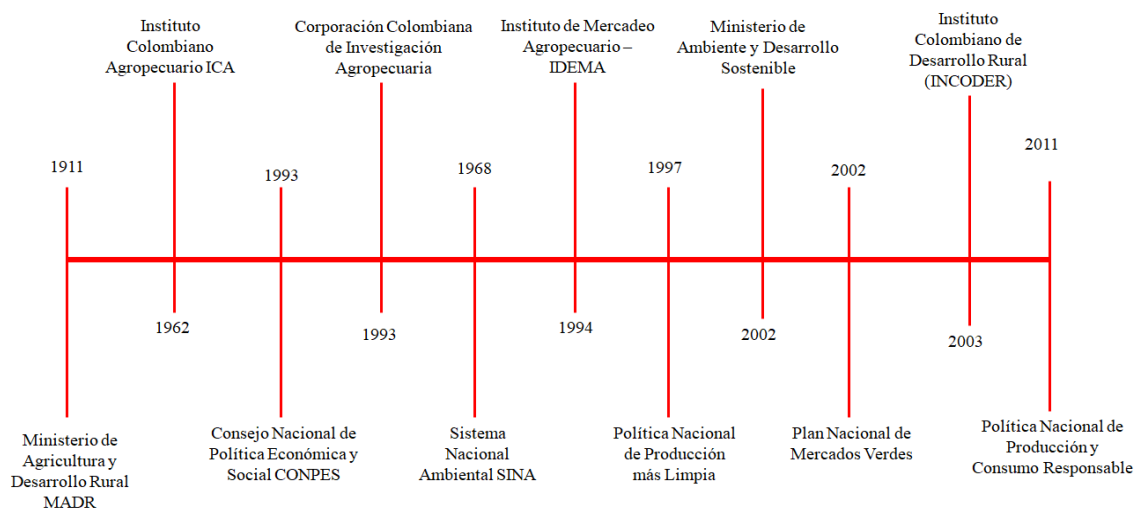 Instituto
Colombiano
Agropecuario ICA
Corporación Colombiana
de Investigación
Agropecuaria
Instituto de Mercadeo
Agropecuario –
IDEMA
Ministerio de
Ambiente y Desarrollo
Sostenible
Instituto
Colombiano de
Desarrollo Rural
(INCODER)
1911
1993
1968
1997
2002
2011
1962
1993
1994
2002
2003
Ministerio de
Agricultura y
Desarrollo Rural
MADR
Consejo Nacional de
Política Económica y
Social CONPES
Sistema
Nacional
Ambiental SINA
Política Nacional
de Producción
más Limpia
Plan Nacional de
Mercados Verdes
Política Nacional de
Producción y
Consumo Responsable